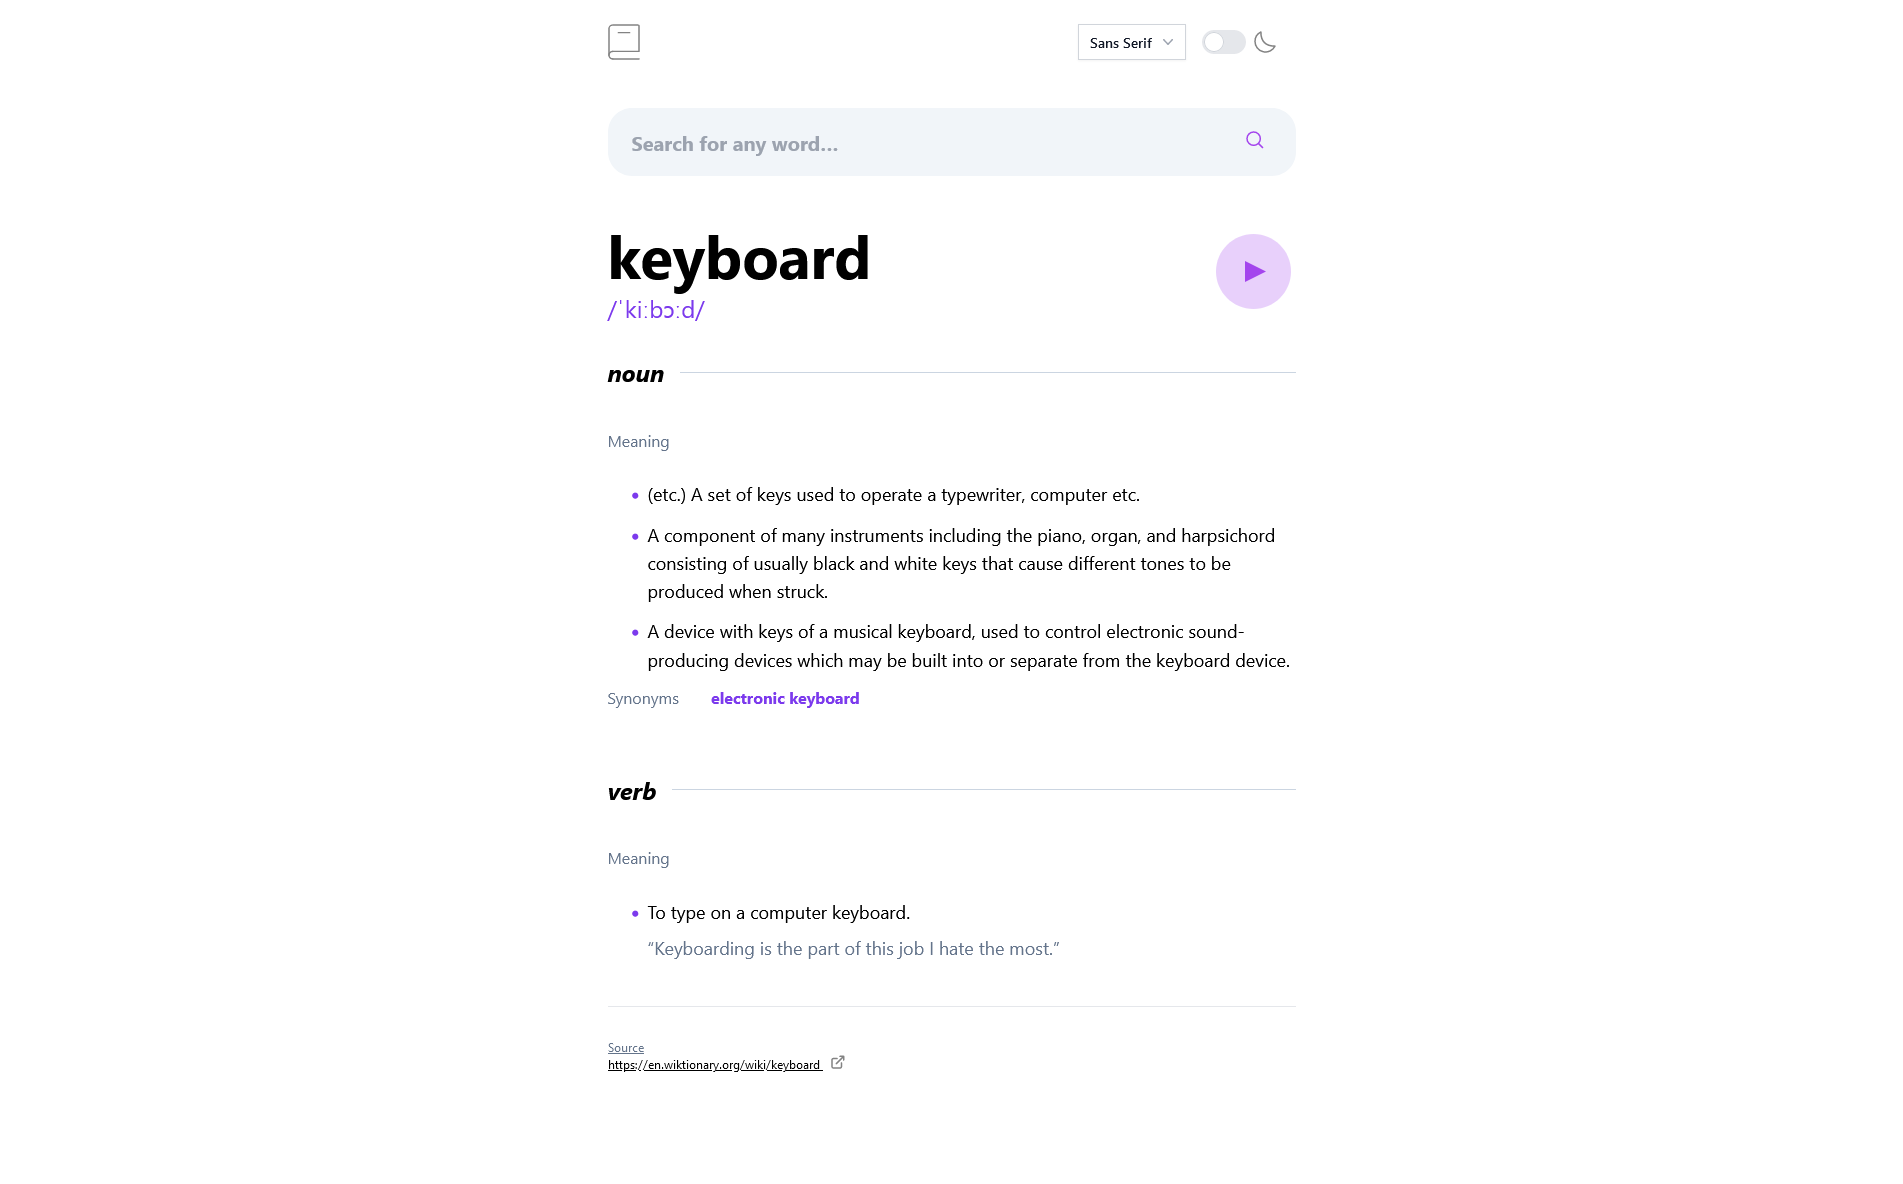 Sans Serif
Search for any word…
keyboard
/ˈkiːbɔːd/
noun
Meaning
(etc.) A set of keys used to operate a typewriter, computer etc.
A component of many instruments including the piano, organ, and harpsichord
consisting of usually black and white keys that cause different tones to be
produced when struck.
A device with keys of a musical keyboard, used to control electronic sound-
producing devices which may be built into or separate from the keyboard device.
Synonyms electronic keyboard
verb
Meaning
To type on a computer keyboard.
“Keyboarding is the part of this job I hate the most.”
Source
https://en.wiktionary.org/wiki/keyboard